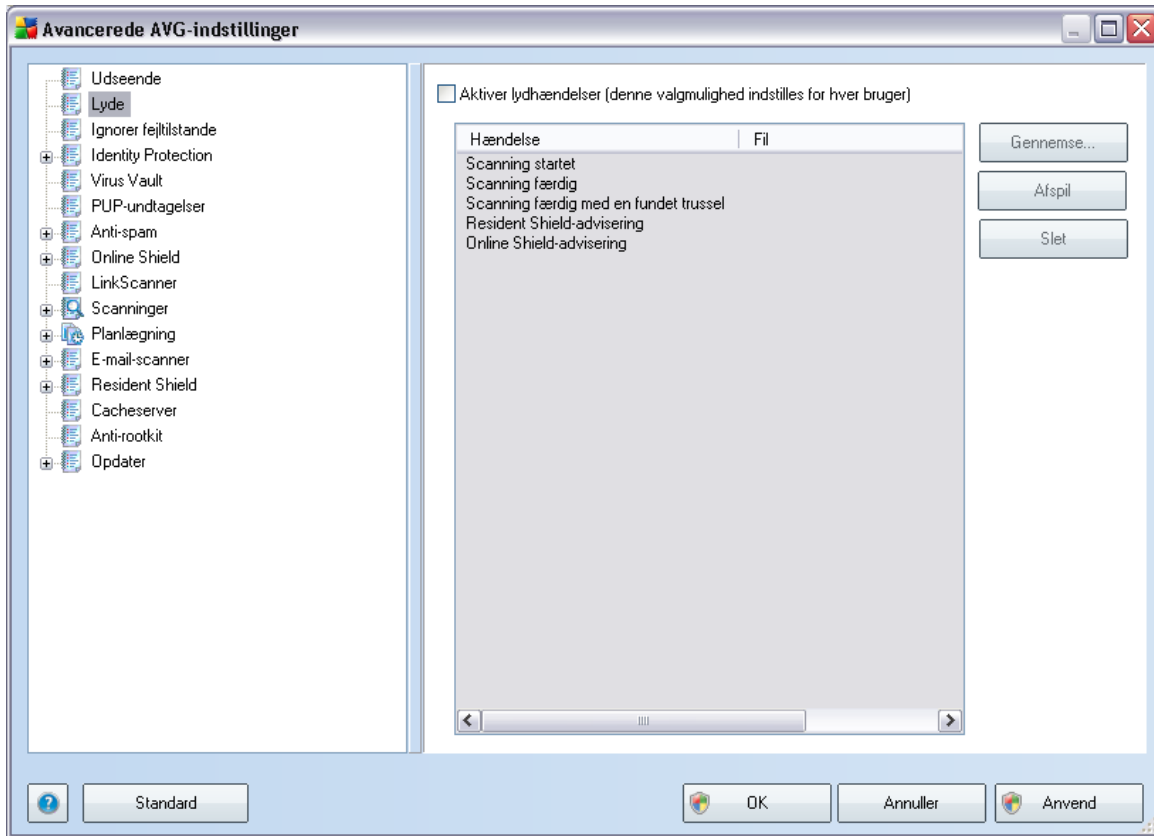 Avancerede AVG-indstillinger
Udseende
Lyde
Ignorer fejltilstande
Identity Protection
Virus Vault
PUP-undtagelser
Anti-spam
Online Shield
LinkScanner
Scanninger
Planlægning
E-mail-scanner
Resident Shield
Cacheserver
Anti-rootkit
Opdater
Aktiver lydhændelser (denne valgmulighed indstilles for hver bruger)
Hændelse Fil
Scanning startet
Scanning færdig
Scanning færdig med en fundet trussel
Resident Shield-advisering
Online Shield-advisering
Gennemse...
Afspil
Slet
Standard OK Annuller Anvend